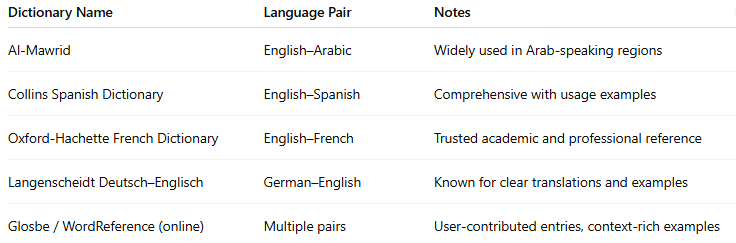 Dictionary Name Language Pair Notes
Al-Mawrid English–Arabic Widely used in Arab-speaking regions
Collins Spanish Dictionary English–Spanish Comprehensive with usage examples
Oxford-Hachette French Dictionary English–French Trusted academic and professional reference
Langenscheidt Deutsch–Englisch German–English Known for clear translations and examples
Glosbe / WordReference (online) Multiple pairs User-contributed entries, context-rich examples